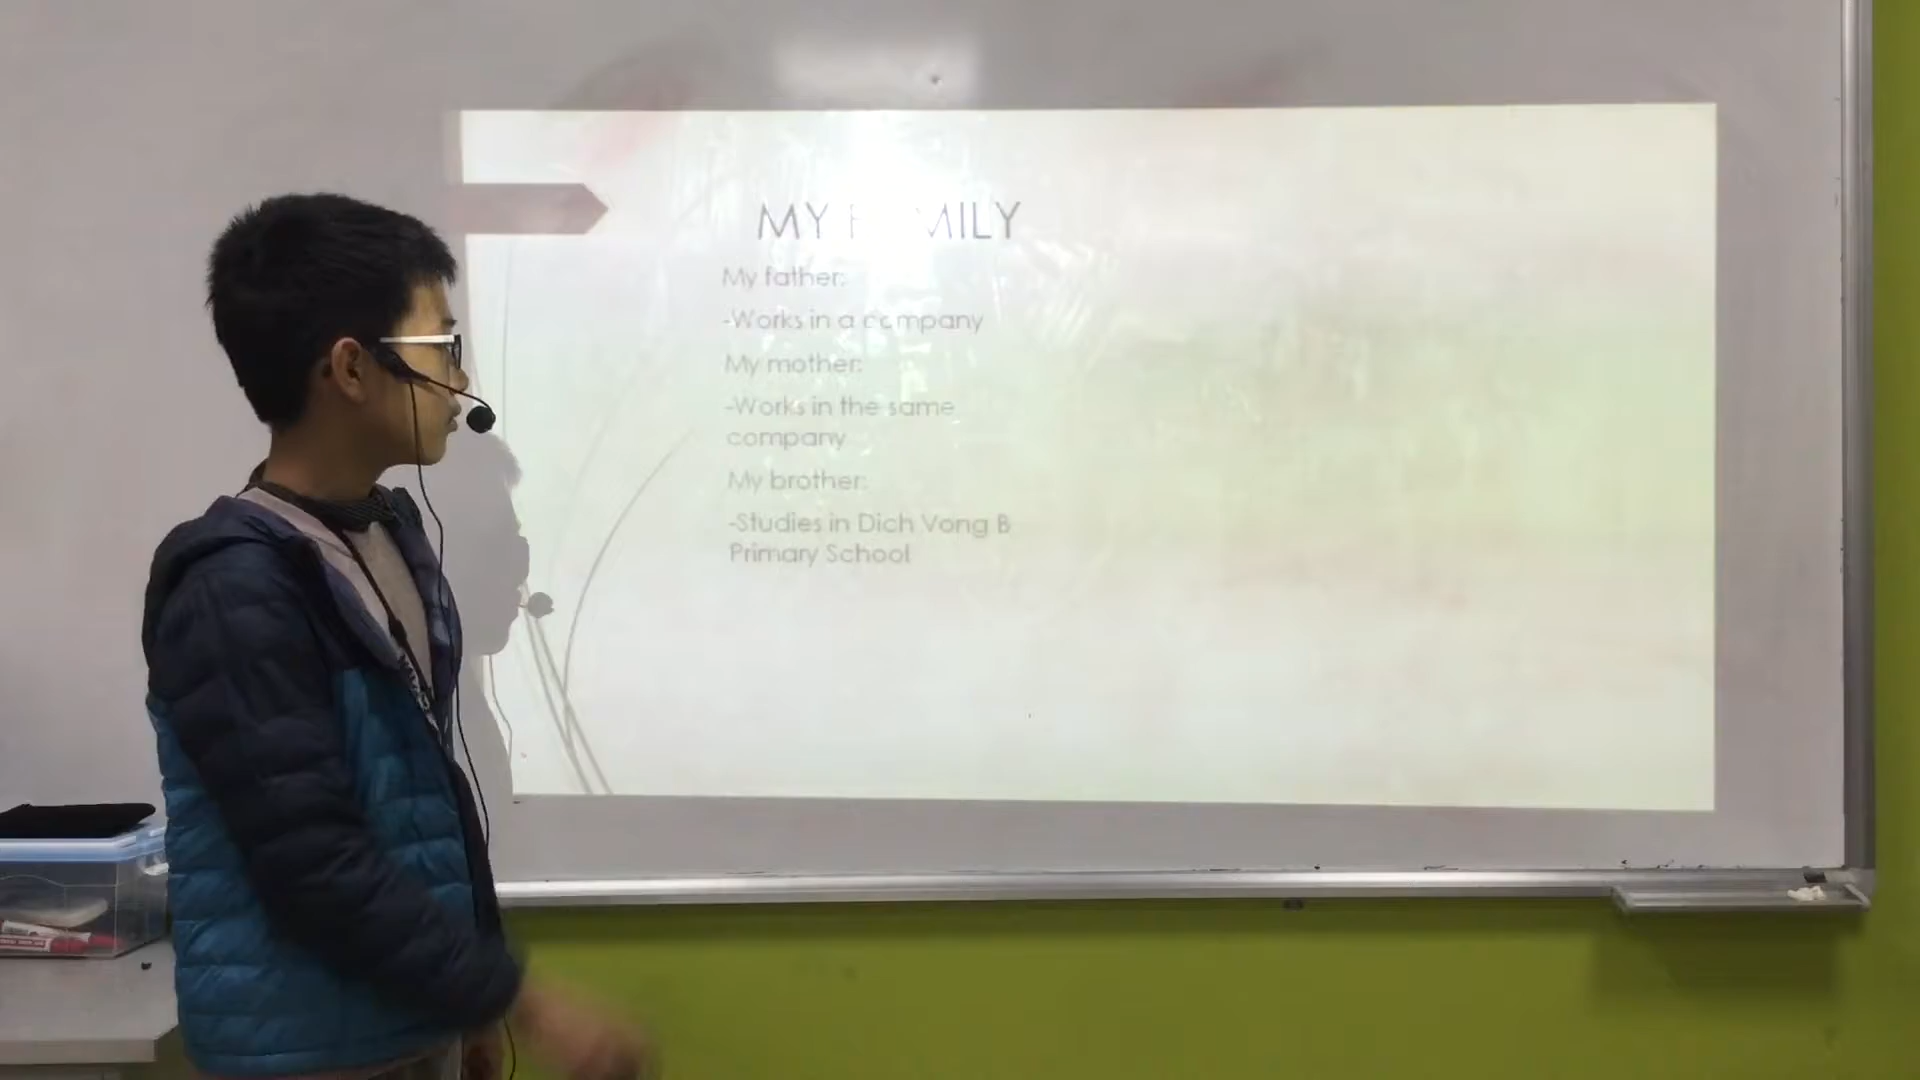 MY FAMILY
My father:
-Works in a company
My mother:
-Works in the same
company
My brother:
-Studies in Dich Vong B
Primary School